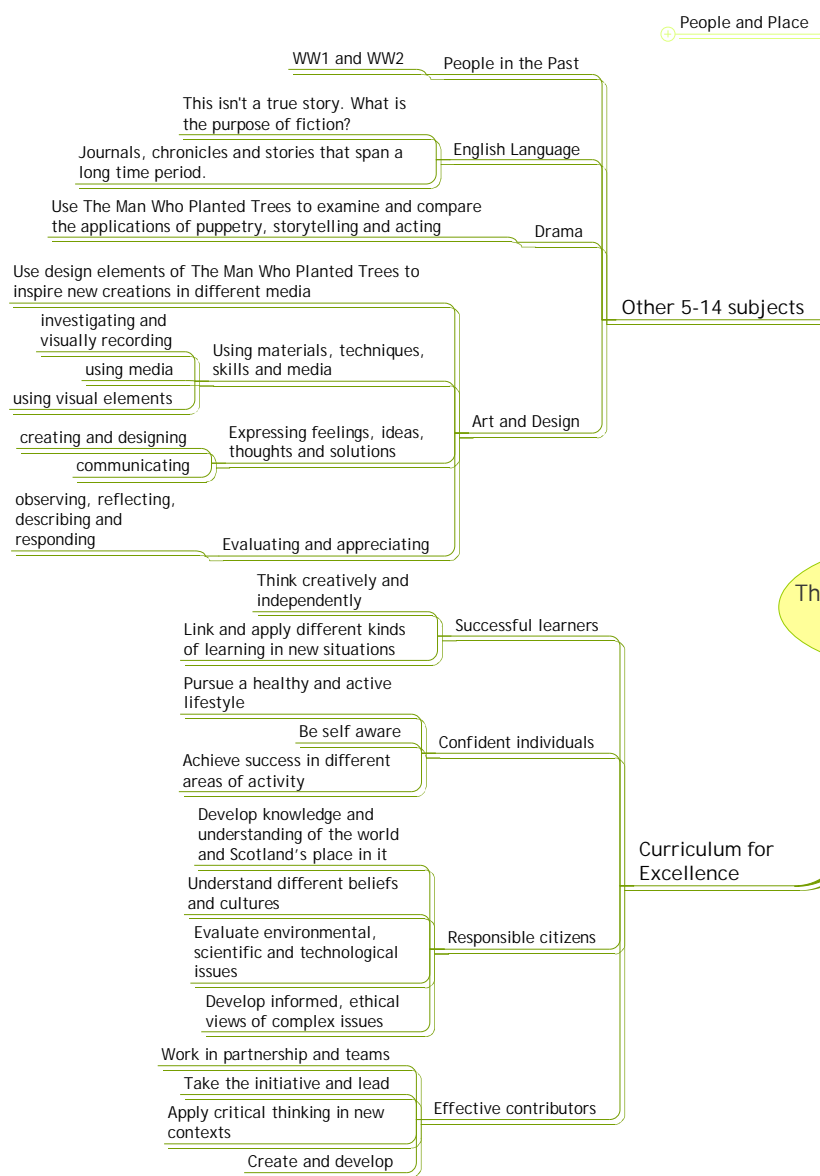 People and Place
WW1 and WW2
People in the Past
This isn't a true story. What is
the purpose of fiction?
English Language
Journals, chronicles and stories that span a
long time period.
Use The Man Who Planted Trees to examine and compare
the applications of puppetry, storytelling and acting
Drama
Use design elements of The Man Who Planted Trees to
inspire new creations in different media
Other 5-14 subjects
investigating and
visually recording
using media
using visual elements
Using materials, techniques,
skills and media
Art and Design
creating and designing
communicating
Expressing feelings, ideas,
thoughts and solutions
observing, reflecting,
describing and
responding
Evaluating and appreciating
Th
Think creatively and
independently
Successful learners
Link and apply different kinds
of learning in new situations
Pursue a healthy and active
lifestyle
Be self aware
Confident individuals
Achieve success in different
areas of activity
Develop knowledge and
understanding of the world
and Scotland’s place in it
Curriculum for
Excellence
Understand different beliefs
and cultures
Evaluate environmental,
scientific and technological
issues
Responsible citizens
Develop informed, ethical
views of complex issues
Work in partnership and teams
Take the initiative and lead
Effective contributors
Apply critical thinking in new
contexts
Create and develop